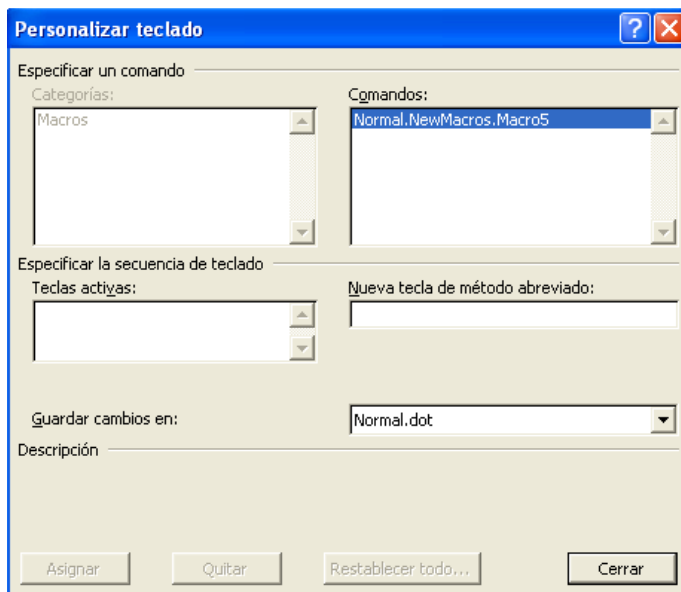 Personalizar teclado
Especificar un comando
Categorías:
Comandos:
Macros
Normal.NewMacros.Macro5
Especificar la secuencia de teclado
Teclas activas:
Nueva tecla de método abreviado:
Guardar cambios en:
Normal.dot
Descripción
Asignar
Quitar
Restablecer todo...
Cerrar